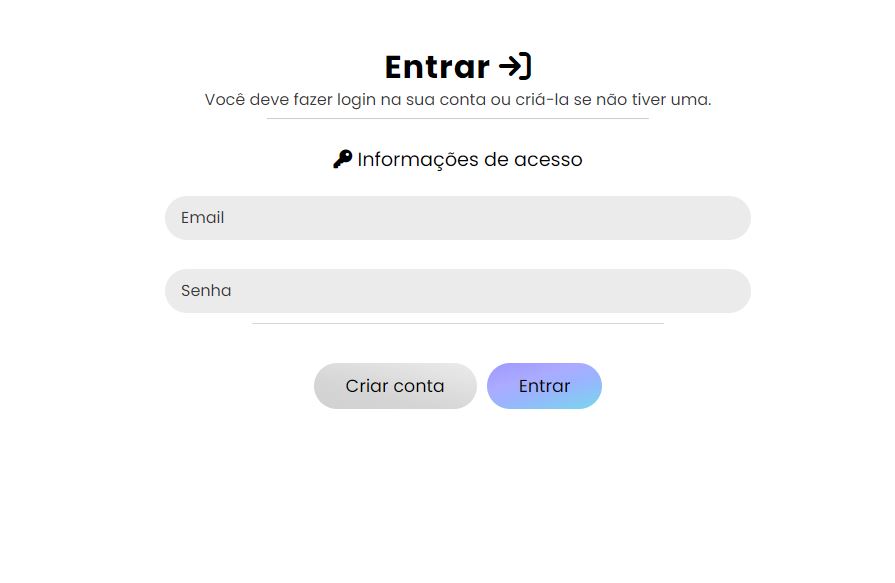 Entrar
Você deve fazer login na sua conta ou criá-la se não tiver uma.
Informações de acesso
Email
Senha
Criar conta
Entrar